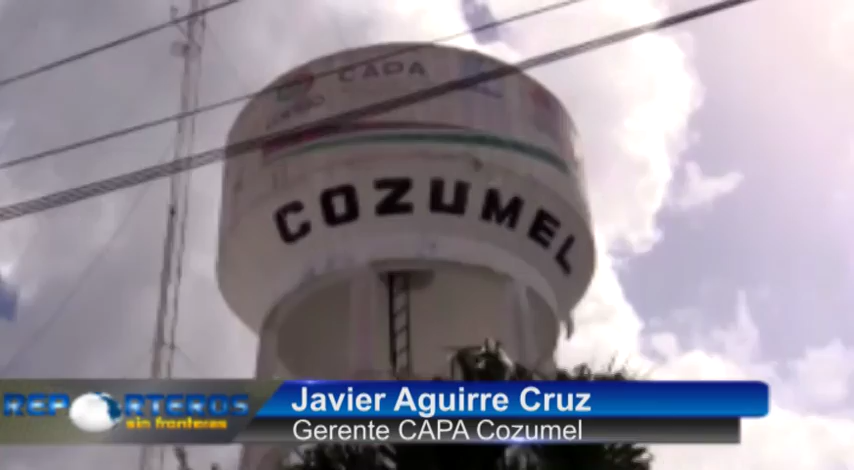 CAPA
COZUMEL
REPORTEROS
sin fronteras
Javier Aguirre Cruz
Gerente CAPA Cozumel